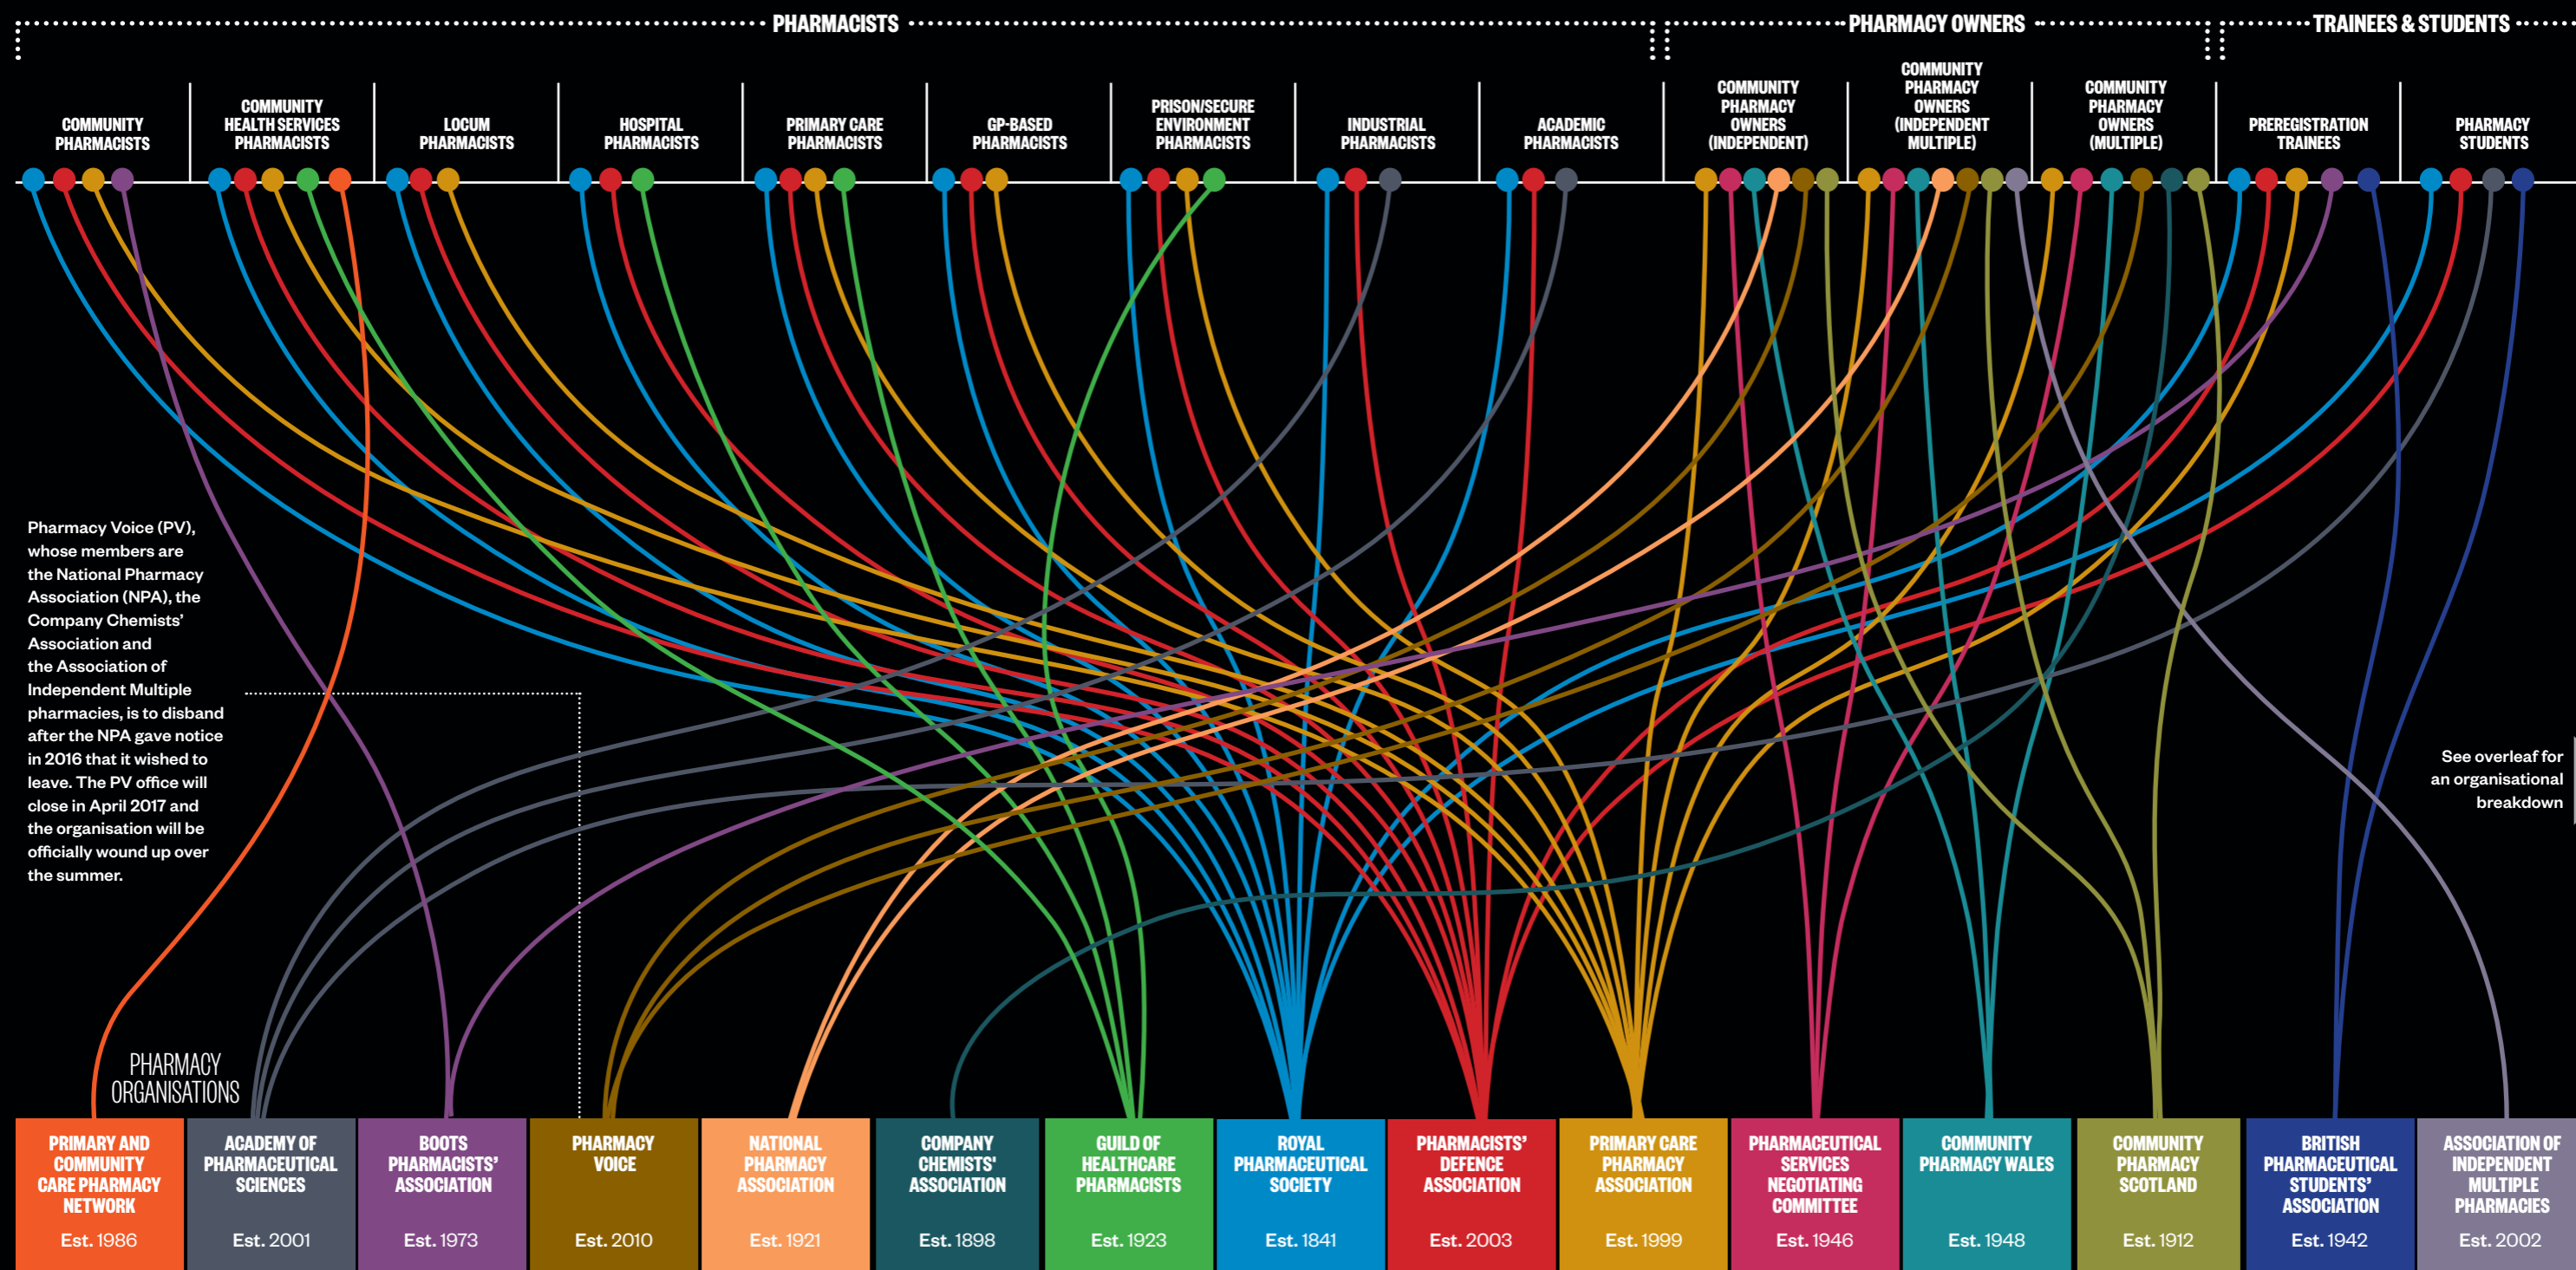 PHARMACISTS
PHARMACY OWNERS
TRAINEES & STUDENTS
COMMUNITY
PHARMACISTS
COMMUNITY
HEALTH SERVICES
PHARMACISTS
LOCUM
PHARMACISTS
HOSPITAL
PHARMACISTS
PRIMARY CARE
PHARMACISTS
GP-BASED
PHARMACISTS
PRISON/SECURE
ENVIRONMENT
PHARMACISTS
INDUSTRIAL
PHARMACISTS
ACADEMIC
PHARMACISTS
COMMUNITY
PHARMACY
OWNERS
(INDEPENDENT)
COMMUNITY
PHARMACY
OWNERS
(INDEPENDENT
MULTIPLE)
COMMUNITY
PHARMACY
OWNERS
(MULTIPLE)
PREREGISTRATION
TRAINEES
PHARMACY
STUDENTS
Pharmacy Voice (PV),
whose members are
the National Pharmacy
Association (NPA), the
Company Chemists’
Association and
the Association of
Independent Multiple
pharmacies, is to disband
after the NPA gave notice
in 2016 that it wished to
leave. The PV office will
close in April 2017 and
the organisation will be
officially wound up over
the summer.
See overleaf for
an organisational
breakdown
PHARMACY
ORGANISATIONS
PRIMARY AND
COMMUNITY
CARE PHARMACY
NETWORK
Est. 1986
ACADEMY OF
PHARMACEUTICAL
SCIENCES
Est. 2001
BOOTS
PHARMACISTS’
ASSOCIATION
Est. 1973
PHARMACY
VOICE
Est. 2010
NATIONAL
PHARMACY
ASSOCIATION
Est. 1921
COMPANY
CHEMISTS'
ASSOCIATION
Est. 1898
GUILD OF
HEALTHCARE
PHARMACISTS
Est. 1923
ROYAL
PHARMACEUTICAL
SOCIETY
Est. 1841
PHARMACISTS’
DEFENCE
ASSOCIATION
Est. 2003
PRIMARY CARE
PHARMACY
ASSOCIATION
Est. 1999
PHARMACEUTICAL
SERVICES
NEGOTIATING
COMMITTEE
Est. 1946
COMMUNITY
PHARMACY WALES
Est. 1948
COMMUNITY
PHARMACY
SCOTLAND
Est. 1912
BRITISH
PHARMACEUTICAL
STUDENTS’
ASSOCIATION
Est. 1942
ASSOCIATION OF
INDEPENDENT
MULTIPLE
PHARMACIES
Est. 2002